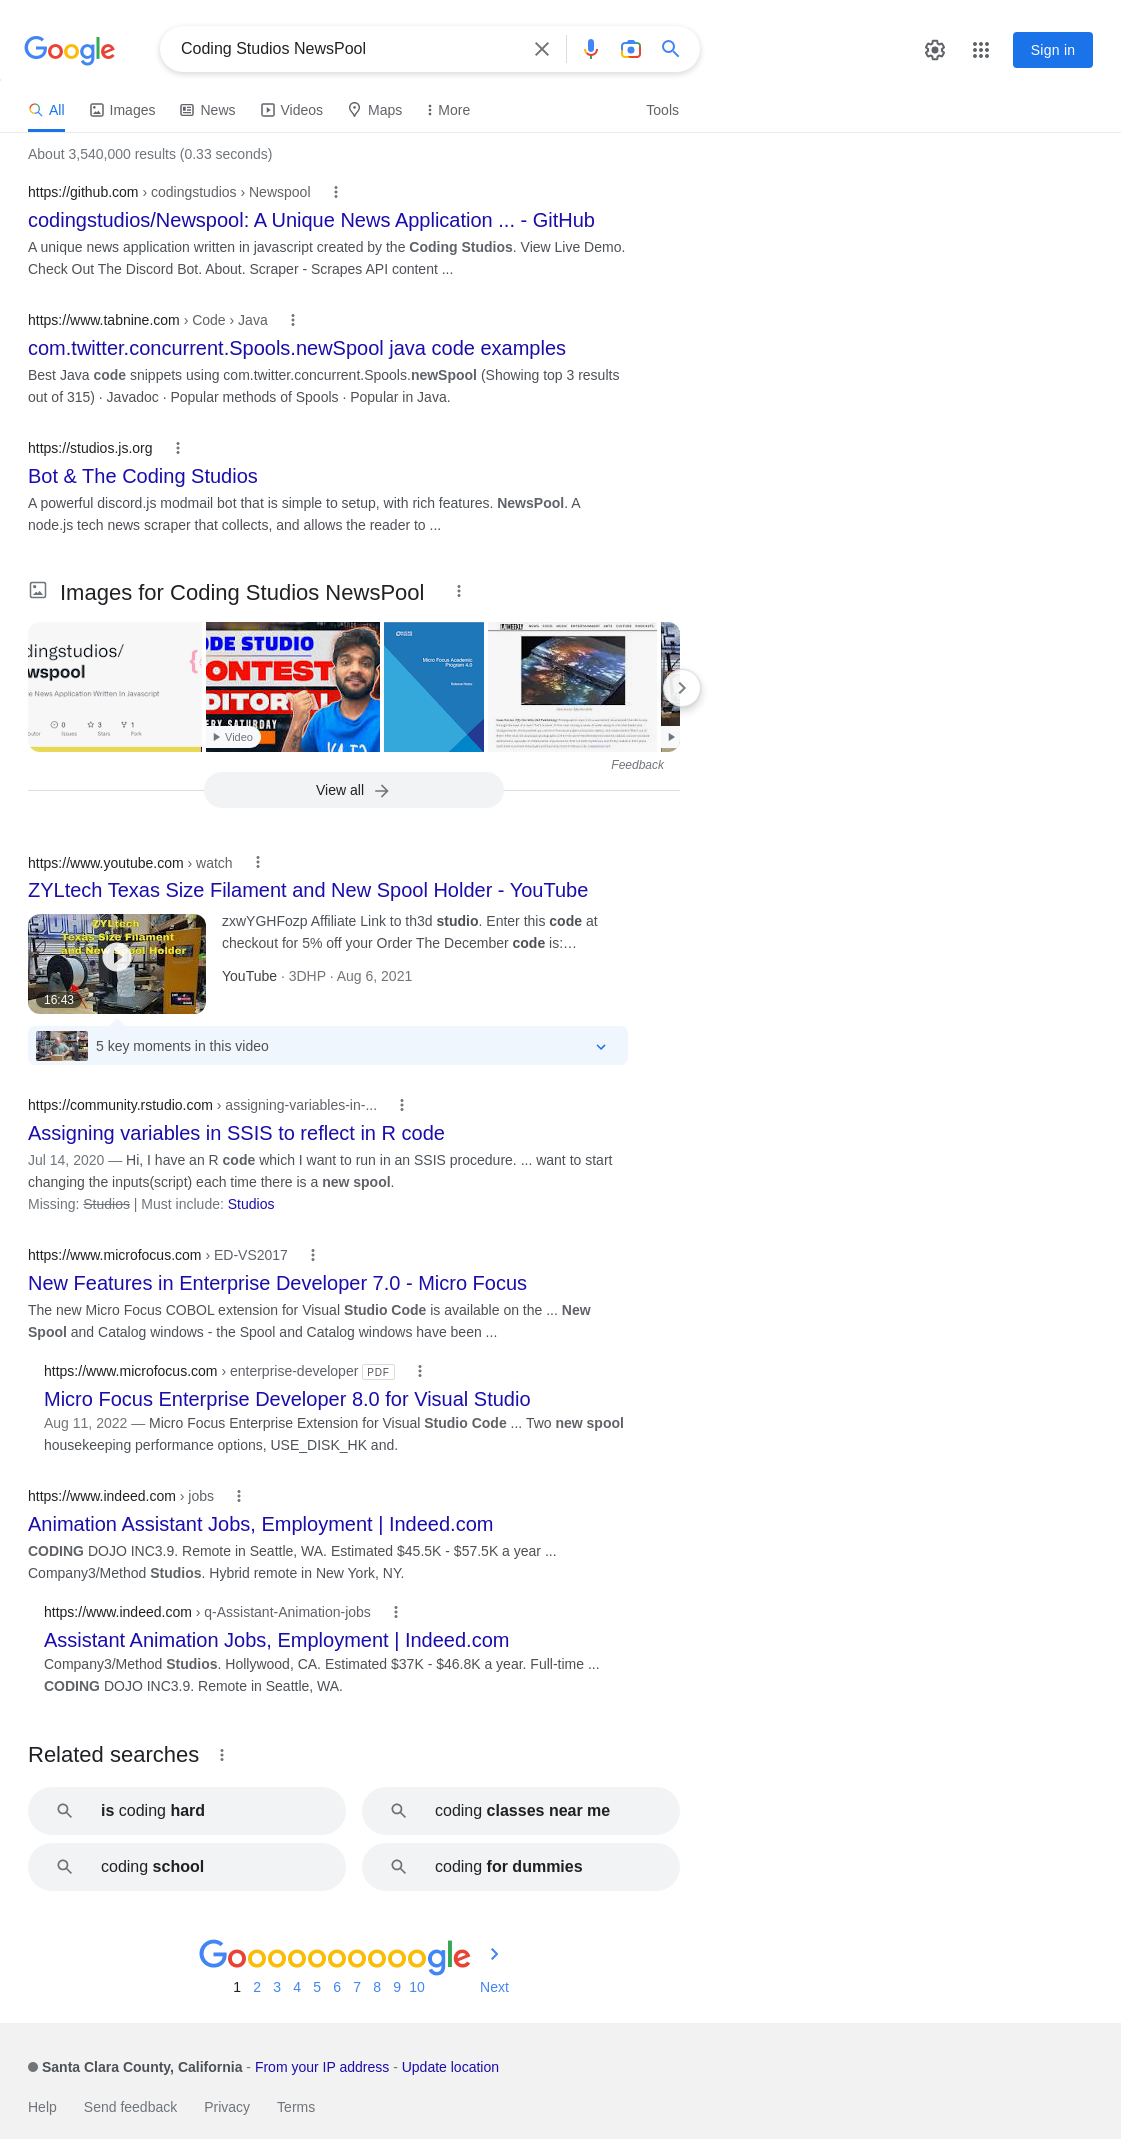 Google
Coding Studios NewsPool
Sign in
All
Images
News
Videos
Maps
More
Tools
About 3,540,000 results (0.33 seconds)
https://github.com › codingstudios › Newspool
codingstudios/Newspool: A Unique News Application ... - GitHub
A unique news application written in javascript created by the Coding Studios. View Live Demo.
Check Out The Discord Bot. About. Scraper - Scrapes API content ...
https://www.tabnine.com › Code › Java
com.twitter.concurrent.Spools.newSpool java code examples
Best Java code snippets using com.twitter.concurrent.Spools.newSpool (Showing top 3 results
out of 315) · Javadoc · Popular methods of Spools · Popular in Java.
https://studios.js.org
Bot & The Coding Studios
A powerful discord.js modmail bot that is simple to setup, with rich features. NewsPool. A
node.js tech news scraper that collects, and allows the reader to ...
Images for Coding Studios NewsPool
dingstudios/
wspool
e News Application Written In Javascript
0
3
1
Issues
Stars
Fork
ODE STUDIO
ONTEST
DITORIAL
ERY SATURDAY
Video
Micro Focus Academic
Program 4.0
Release Notes
Feedback
View all
https://www.youtube.com › watch
ZYLtech Texas Size Filament and New Spool Holder - YouTube
ZYLtech
Texas Size Filament
and New Spool Holder
16:43
zxwYGHFozp Affiliate Link to th3d studio. Enter this code at
checkout for 5% off your Order The December code is:…
YouTube · 3DHP · Aug 6, 2021
5 key moments in this video
https://community.rstudio.com › assigning-variables-in-...
Assigning variables in SSIS to reflect in R code
Jul 14, 2020 — Hi, I have an R code which I want to run in an SSIS procedure. ... want to start
changing the inputs(script) each time there is a new spool.
Missing: Studios | Must include: Studios
https://www.microfocus.com › ED-VS2017
New Features in Enterprise Developer 7.0 - Micro Focus
The new Micro Focus COBOL extension for Visual Studio Code is available on the ... New
Spool and Catalog windows - the Spool and Catalog windows have been ...
https://www.microfocus.com › enterprise-developer PDF
Micro Focus Enterprise Developer 8.0 for Visual Studio
Aug 11, 2022 — Micro Focus Enterprise Extension for Visual Studio Code ... Two new spool
housekeeping performance options, USE_DISK_HK and.
https://www.indeed.com › jobs
Animation Assistant Jobs, Employment | Indeed.com
CODING DOJO INC3.9. Remote in Seattle, WA. Estimated $45.5K - $57.5K a year ...
Company3/Method Studios. Hybrid remote in New York, NY.
https://www.indeed.com › q-Assistant-Animation-jobs
Assistant Animation Jobs, Employment | Indeed.com
Company3/Method Studios. Hollywood, CA. Estimated $37K - $46.8K a year. Full-time ...
CODING DOJO INC3.9. Remote in Seattle, WA.
Related searches
is coding hard
coding classes near me
coding school
coding for dummies
Goooooooooogle
1 2 3 4 5 6 7 8 9 10 Next
Santa Clara County, California - From your IP address - Update location
Help
Send feedback
Privacy
Terms